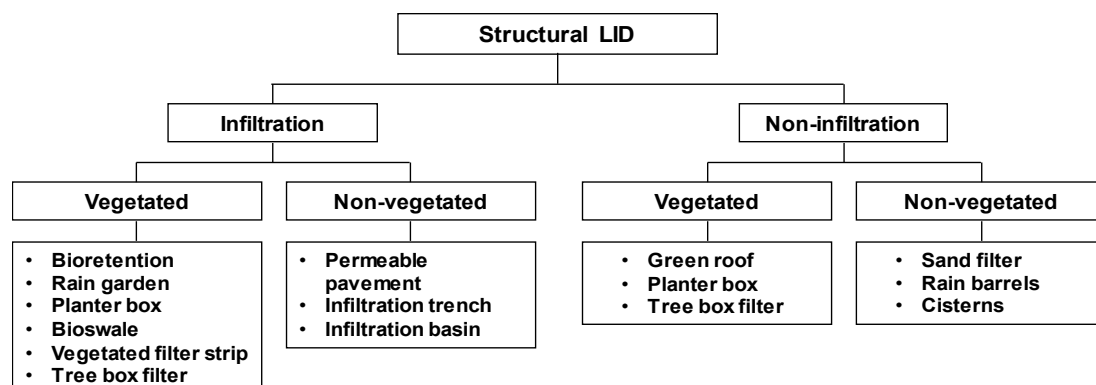 Structural LID
Infiltration
Non-infiltration
Vegetated
Non-vegetated
Vegetated
Non-vegetated
• Bioretention
• Rain garden
• Planter box
• Bioswale
• Vegetated filter strip
• Tree box filter
• Permeable
pavement
• Infiltration trench
• Infiltration basin
• Green roof
• Planter box
• Tree box filter
• Sand filter
• Rain barrels
• Cisterns